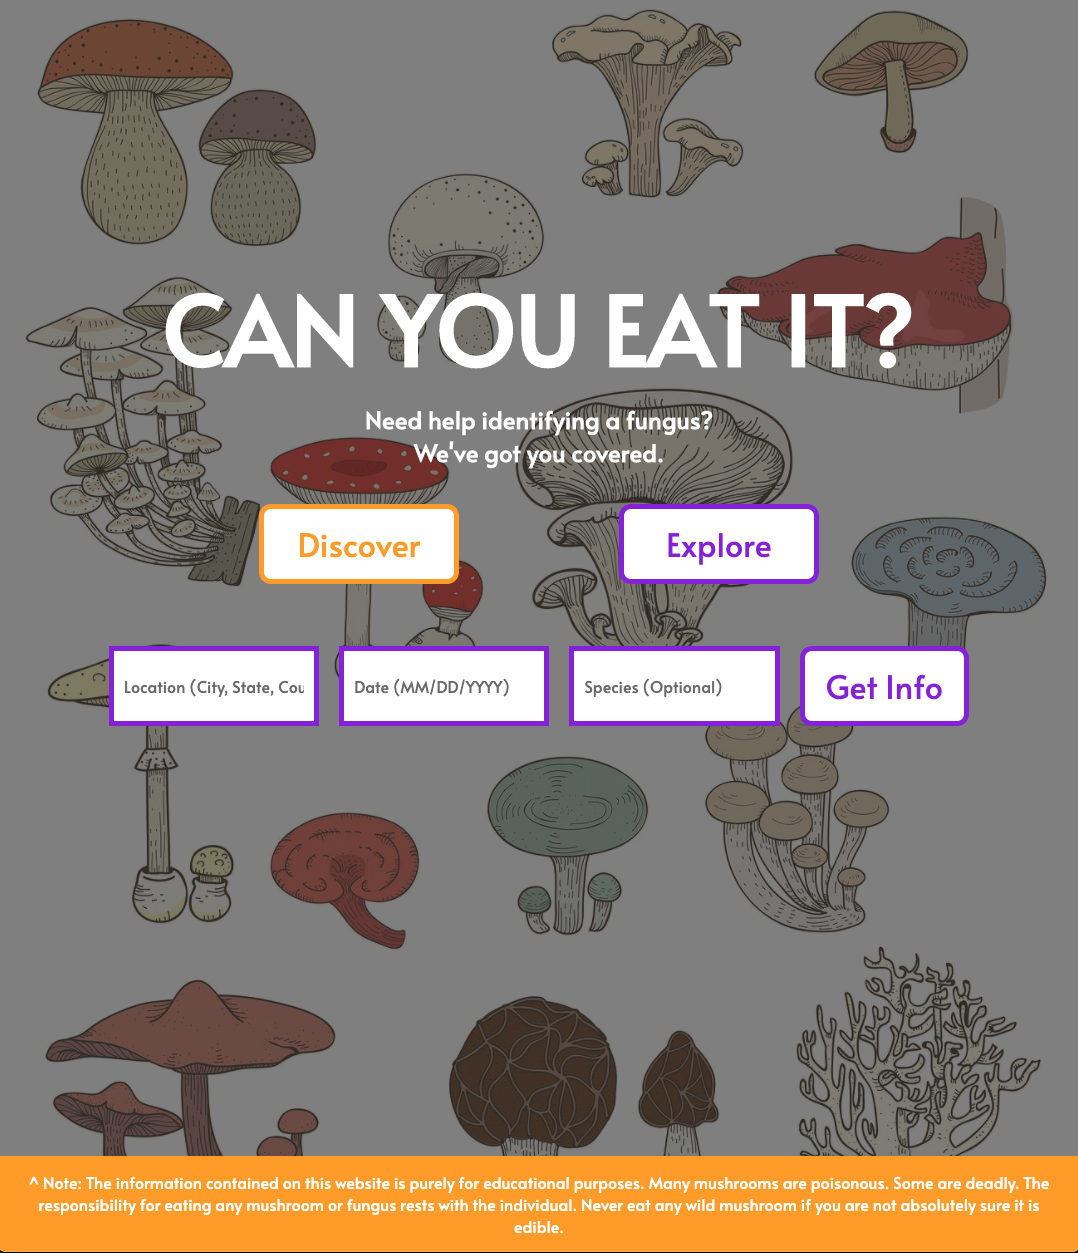 CAN YOU EAT IT?
Need help identifying a fungus?
We've got you covered.
Discover
Explore
Location (City, State, Cou
Date (MM/DD/YYYY)
Species (Optional)
Get Info
^ Note: The information contained on this website is purely for educational purposes. Many mushrooms are poisonous. Some are deadly. The
responsibility for eating any mushroom or fungus rests with the individual. Never eat any wild mushroom if you are not absolutely sure it is
edible.